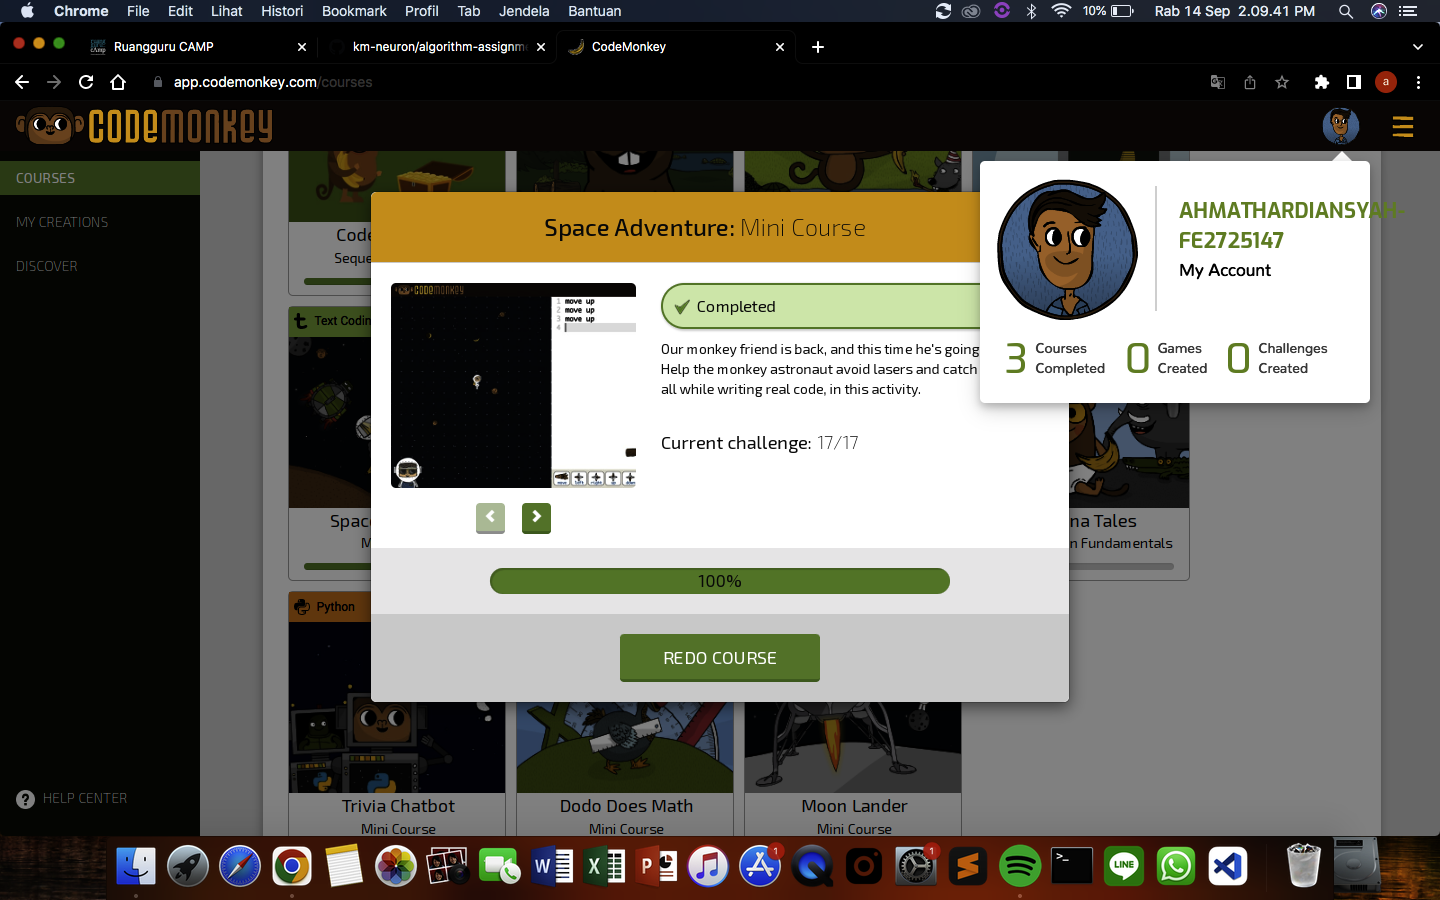 Chrome File Edit Lihat Histori Bookmark Profil Tab Jendela Bantuan 10% Rab 14 Sep 2.09.41 PM
Ruangguru CAMP km-neuron/algorithm-assignm CodeMonkey
app.codemonkey.com/courses a
CODEMONKEY
COURSES
MY CREATIONS
DISCOVER
HELP CENTER
AHMATHARDIANSYAH-
FE2725147
My Account
3 Courses Completed
0 Games Created
0 Challenges Created
Space Adventure: Mini Course
CODEMONKEY
1 move up
2 move up
3 move up
4
Completed
Our monkey friend is back, and this time he's going
Help the monkey astronaut avoid lasers and catch
all while writing real code, in this activity.
Current challenge: 17/17
100%
REDO COURSE
Code
Seque
t Text Codin
Spac
M
na Tales
n Fundamentals
Python
Trivia Chatbot
Mini Course
Dodo Does Math
Mini Course
Moon Lander
Mini Course
W X P 1 1 LINE